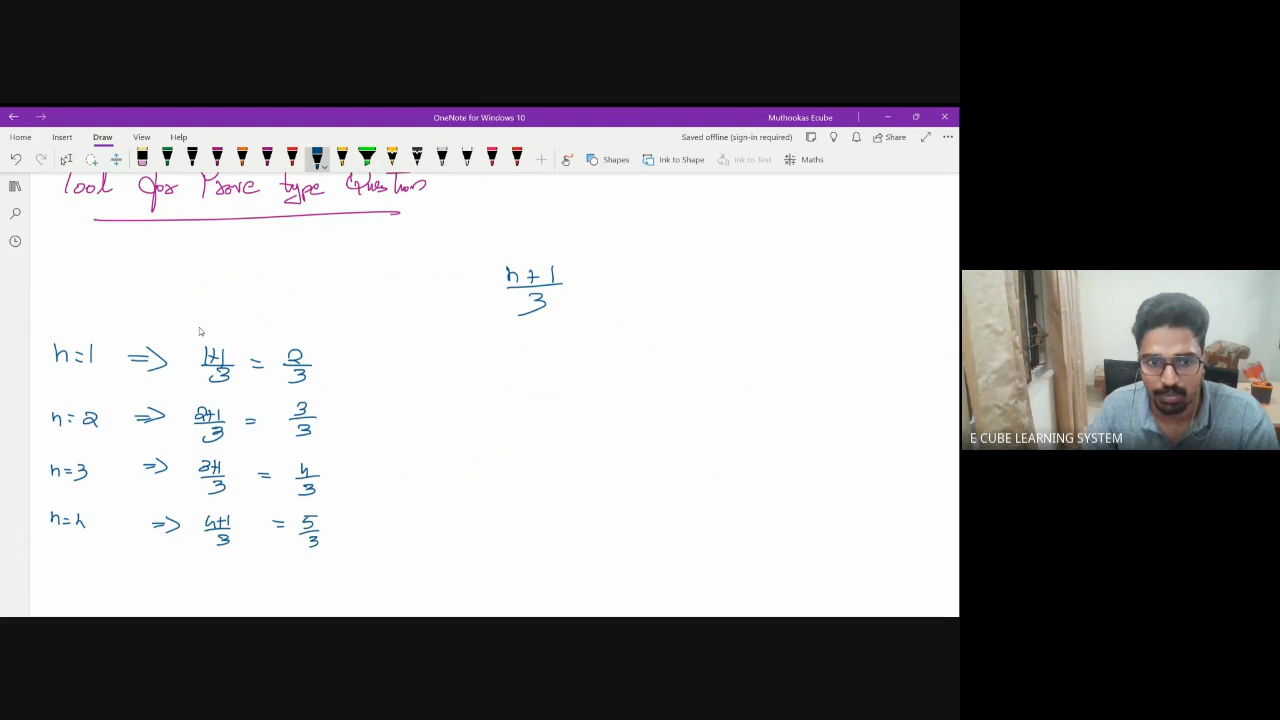 OneNote for Windows 10
Muthookas Ecube
Home Insert Draw View Help
Saved offline (sign-in required) Share
Shapes Ink to Shape Ink to Text Maths
Tool for Prove type Questions
n+1
3
n=1 => 1+1/3 = 2/3
n=2 => 2+1/3 = 3/3
n=3 => 3+1/3 = 4/3
n=4 => 4+1/3 = 5/3
E CUBE LEARNING SYSTEM